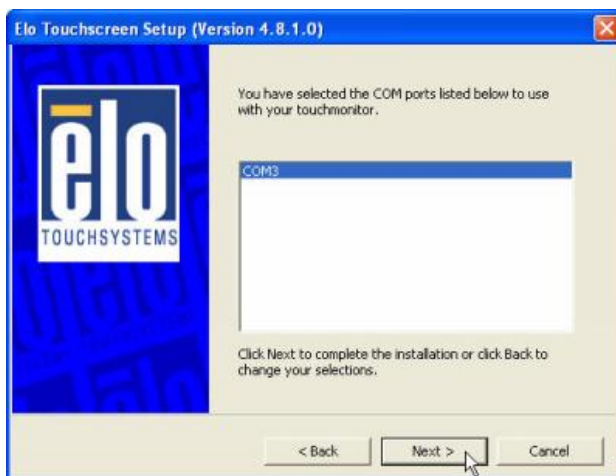 Elo Touchscreen Setup (Version 4.8.1.0)
elo
TOUCHSYSTEMS
You have selected the COM ports listed below to use
with your touchmonitor.
COM3
Click Next to complete the installation or click Back to
change your selections.
< Back
Next >
Cancel